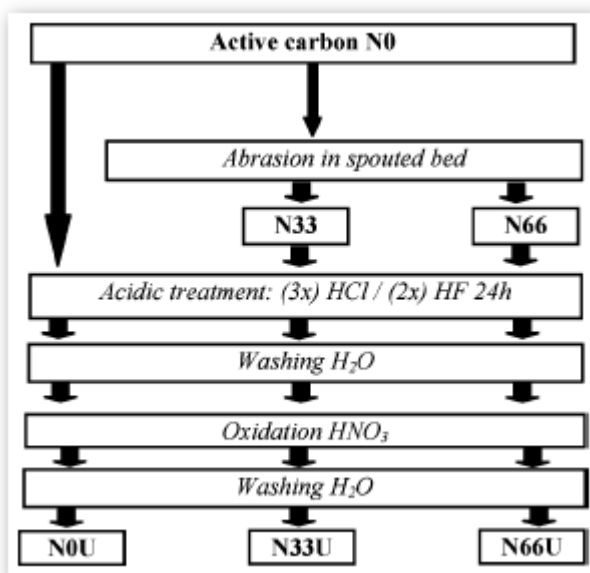 Active carbon N0
Abrasion in spouted bed
N33 N66
Acidic treatment: (3x) HCl / (2x) HF 24h
Washing H₂O
Oxidation HNO₃
Washing H₂O
N0U N33U N66U